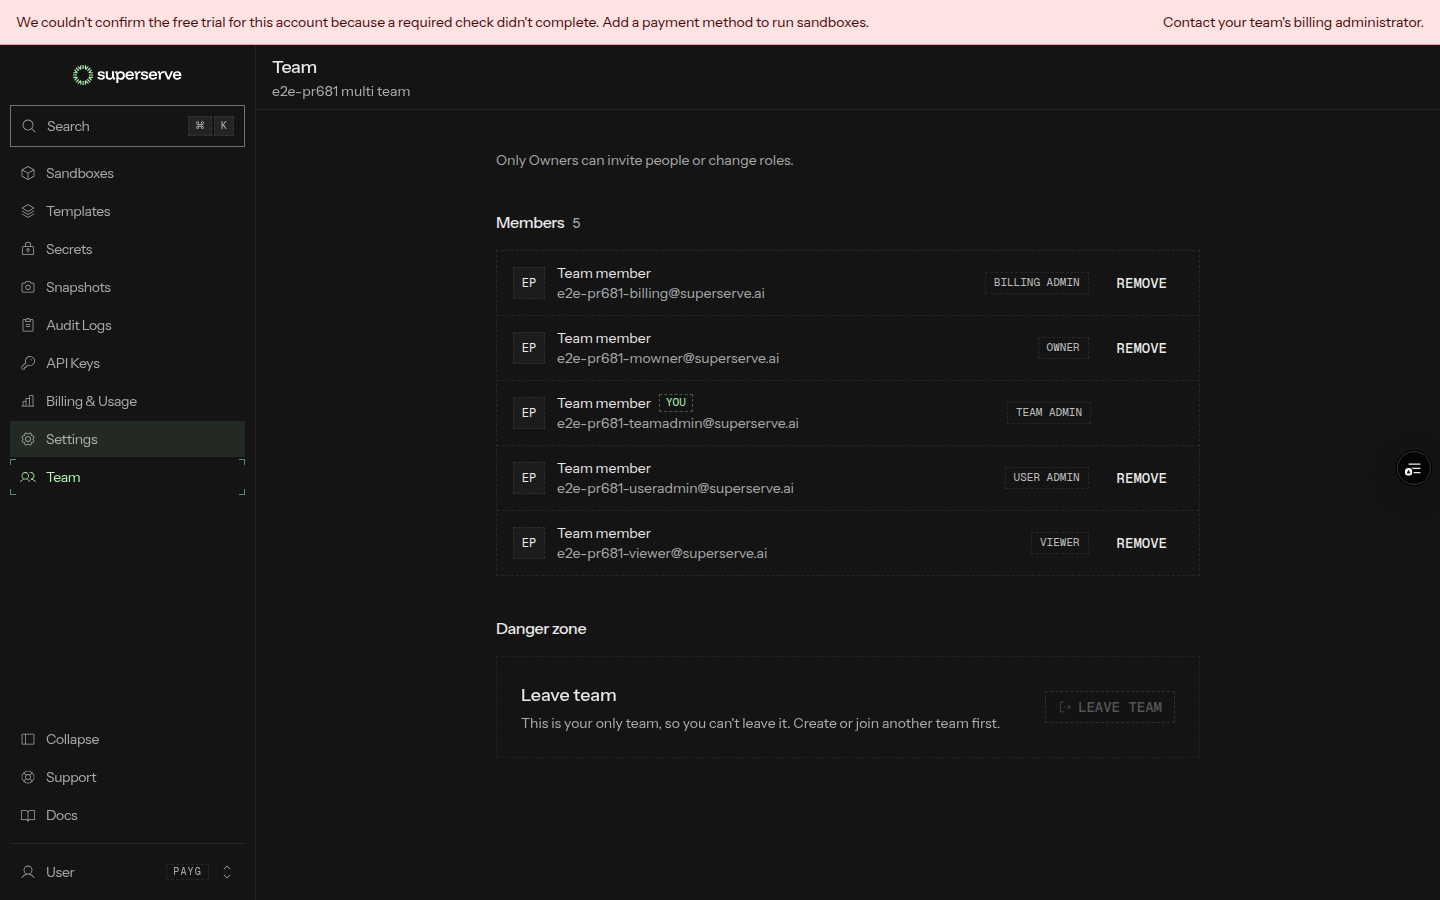 We couldn't confirm the free trial for this account because a required check didn't complete. Add a payment method to run sandboxes.
Contact your team's billing administrator.
superserve
Search ⌘ K
Sandboxes
Templates
Secrets
Snapshots
Audit Logs
API Keys
Billing & Usage
Settings
Team
Collapse
Support
Docs
User PAYG
Team
e2e-pr681 multi team
Only Owners can invite people or change roles.
Members 5
EP Team member BILLING ADMIN REMOVE
e2e-pr681-billing@superserve.ai
EP Team member OWNER REMOVE
e2e-pr681-mowner@superserve.ai
EP Team member YOU TEAM ADMIN
e2e-pr681-teamadmin@superserve.ai
EP Team member USER ADMIN REMOVE
e2e-pr681-useradmin@superserve.ai
EP Team member VIEWER REMOVE
e2e-pr681-viewer@superserve.ai
Danger zone
Leave team
This is your only team, so you can't leave it. Create or join another team first.
LEAVE TEAM